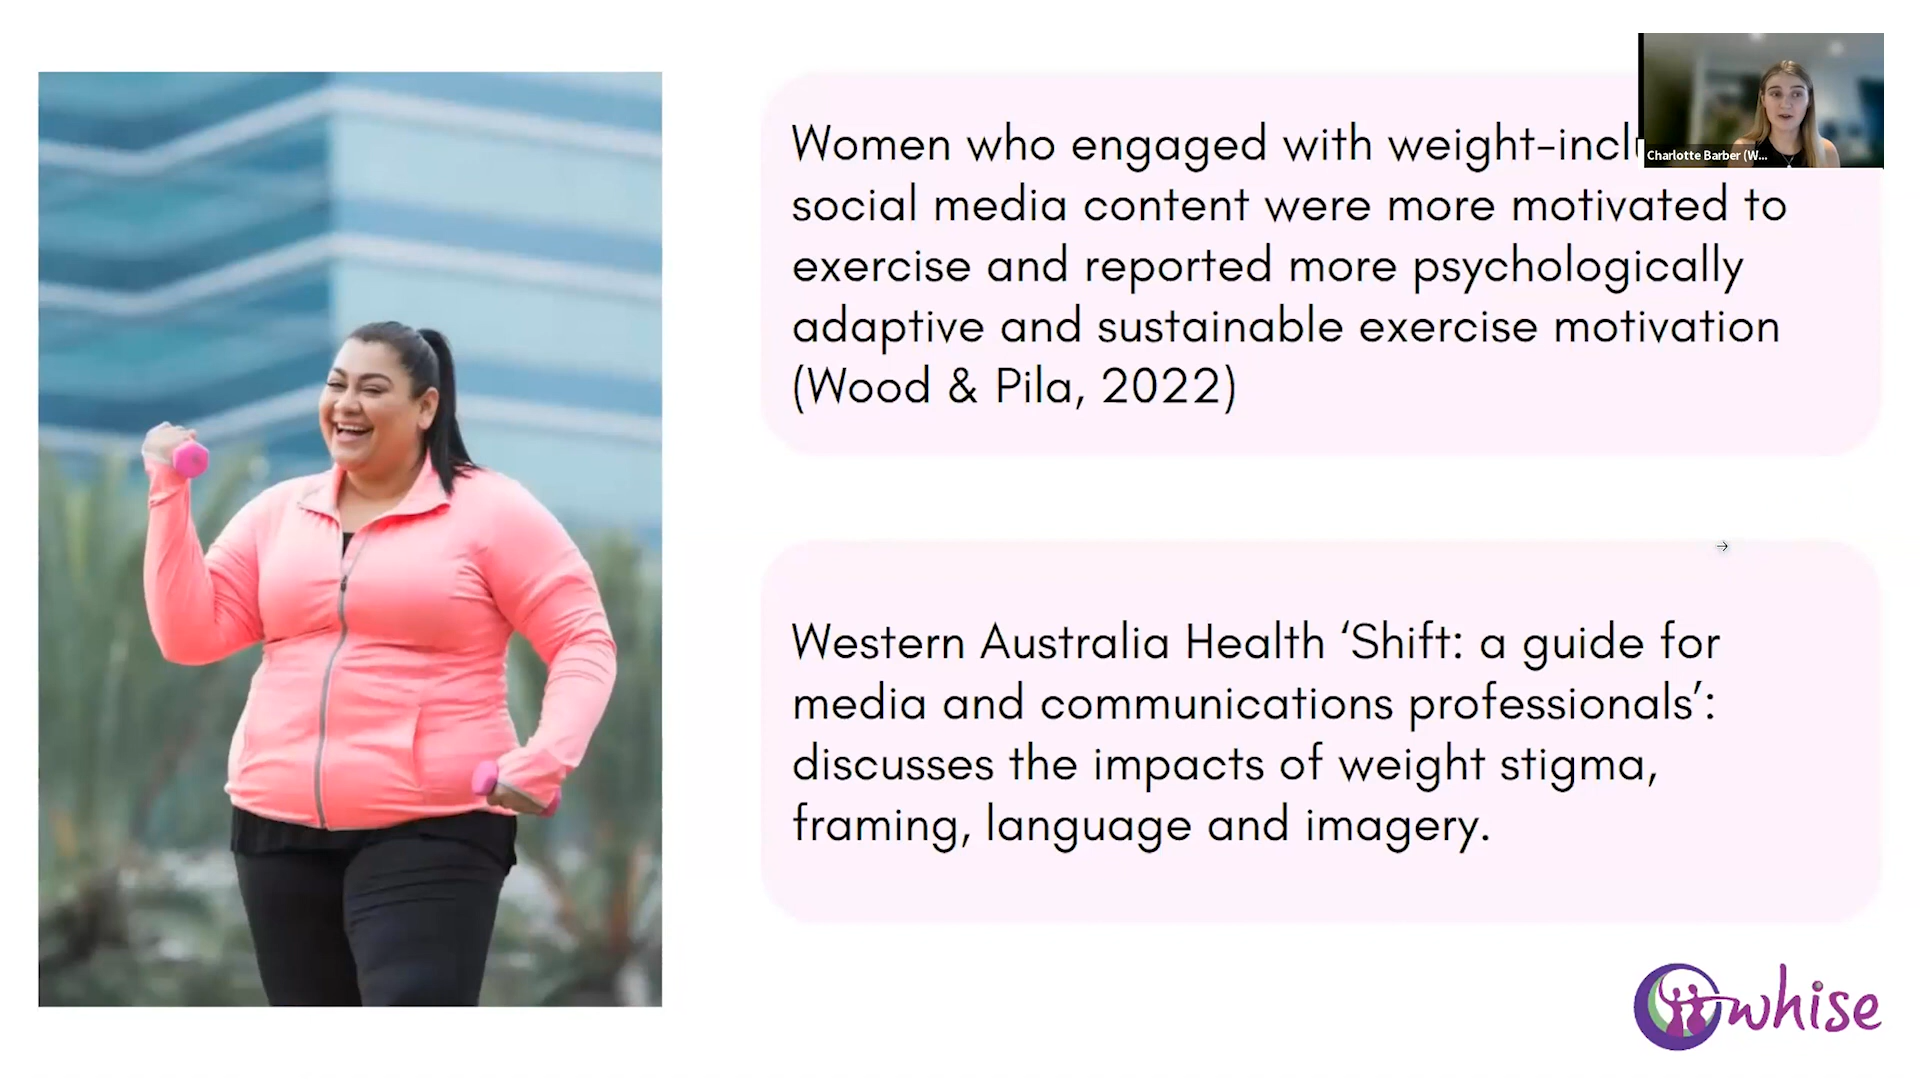 Women who engaged with
social media content were more motivated to
exercise and reported more psychologically
adaptive and sustainable exercise motivation
(Wood & Pila, 2022)
Charlotte Barber (W...
Western Australia Health ‘Shift: a guide for
media and communications professionals’:
discusses the impacts of weight stigma,
framing, language and imagery.
whise